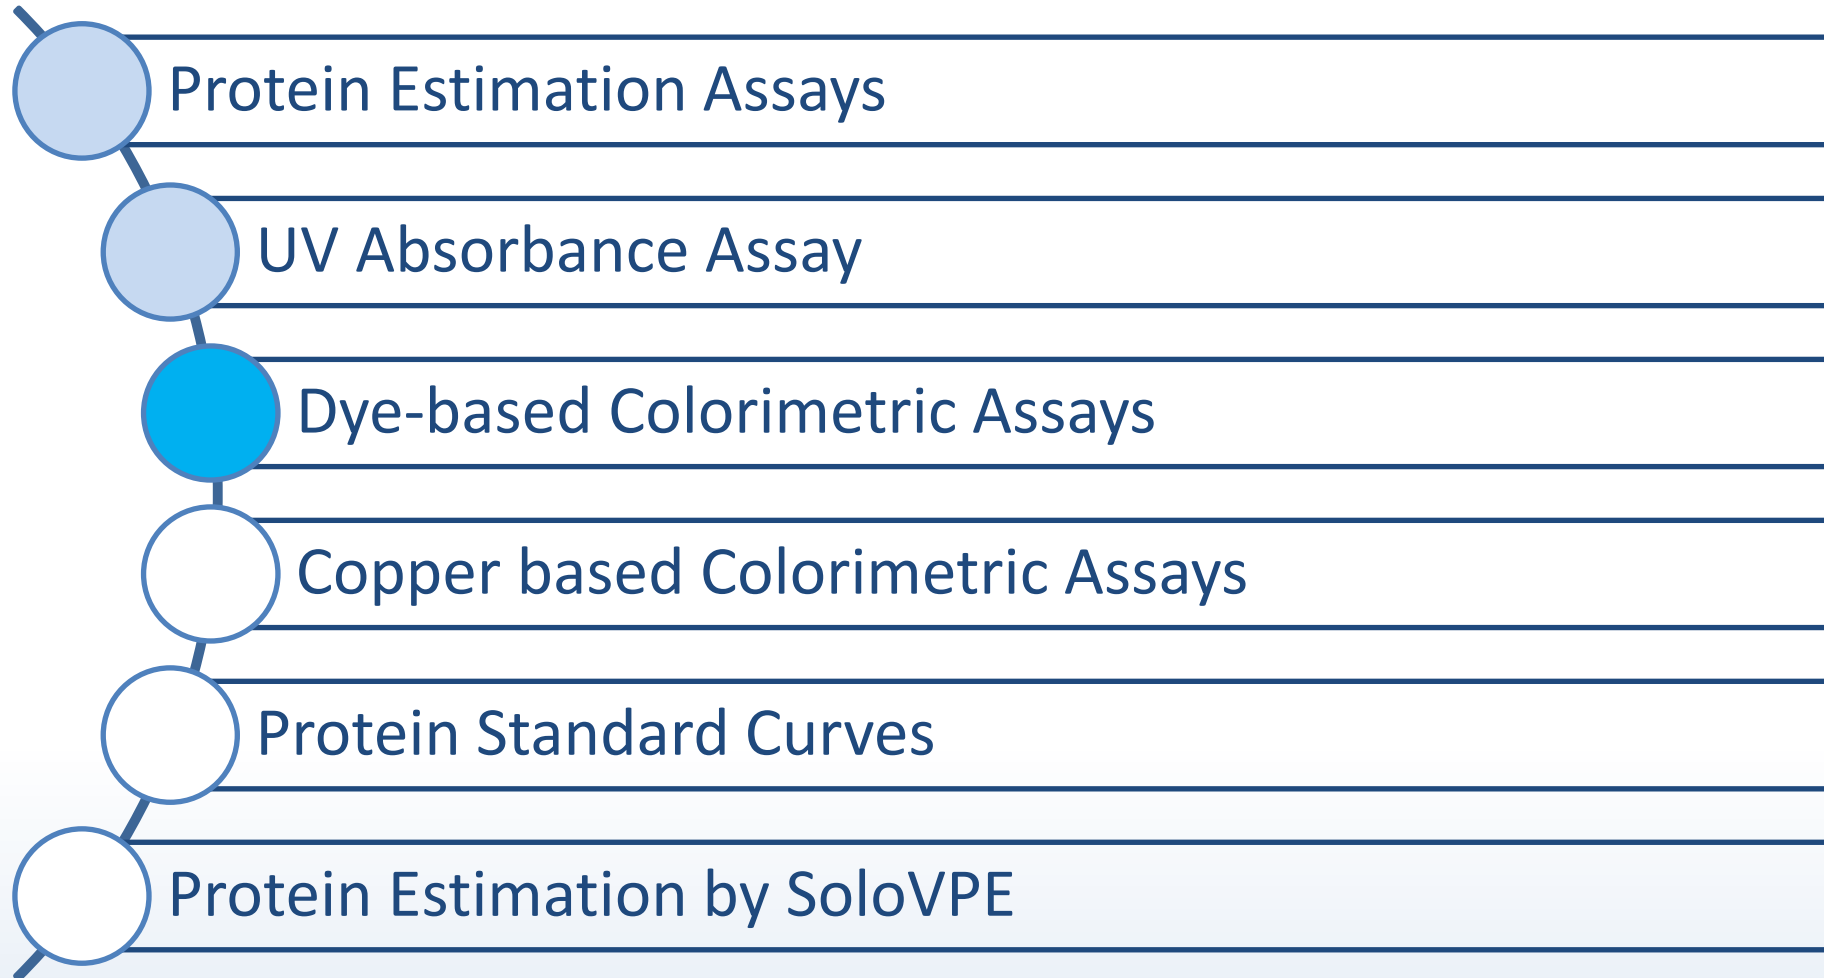 Protein Estimation Assays
UV Absorbance Assay
Dye-based Colorimetric Assays
Copper based Colorimetric Assays
Protein Standard Curves
Protein Estimation by SoloVPE